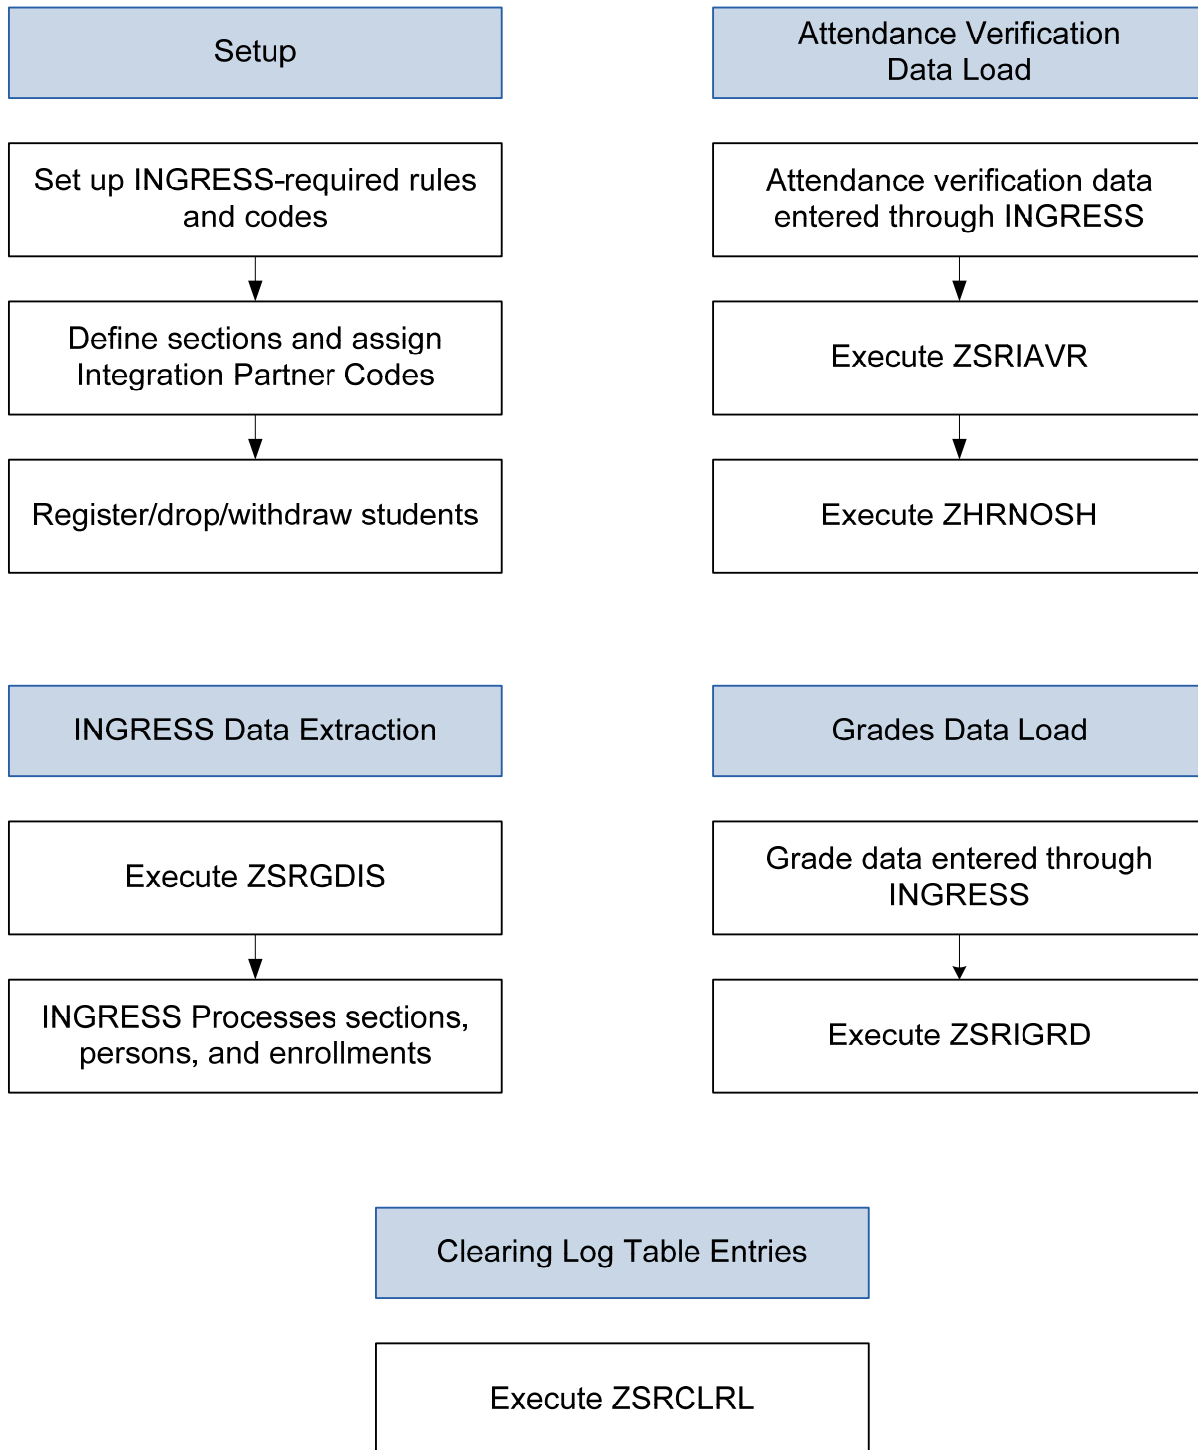 Setup
Set up INGRESS-required rules
and codes
Define sections and assign
Integration Partner Codes
Register/drop/withdraw students
Attendance Verification
Data Load
Attendance verification data
entered through INGRESS
Execute ZSRIAVR
Execute ZHRNOSH
INGRESS Data Extraction
Execute ZSRGDIS
INGRESS Processes sections,
persons, and enrollments
Grades Data Load
Grade data entered through
INGRESS
Execute ZSRIGRD
Clearing Log Table Entries
Execute ZSRCLRL